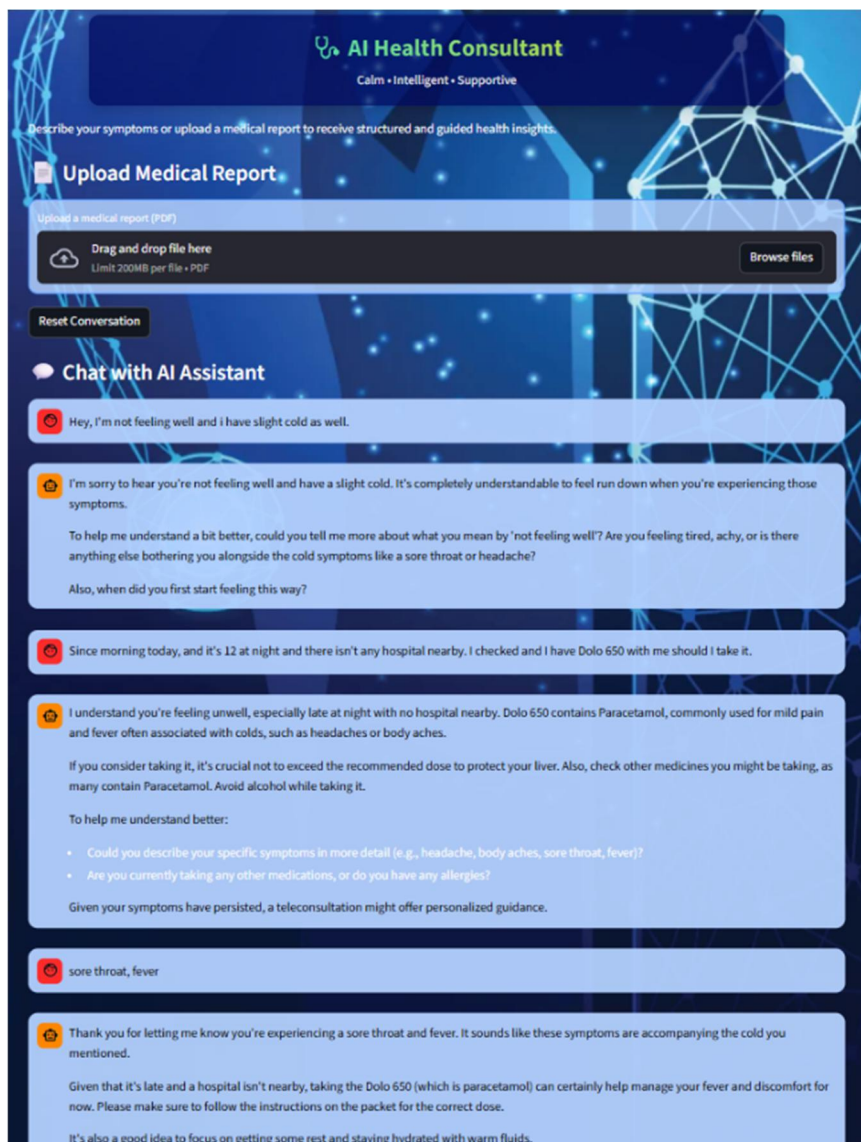 AI Health Consultant
Calm • Intelligent • Supportive
Describe your symptoms or upload a medical report to receive structured and guided health insights.
Upload Medical Report
Upload a medical report (PDF)
Drag and drop file here
Limit 200MB per file • PDF
Browse files
Reset Conversation
Chat with AI Assistant
Hey, I'm not feeling well and i have slight cold as well.
I'm sorry to hear you're not feeling well and have a slight cold. It's completely understandable to feel run down when you're experiencing those
symptoms.
To help me understand a bit better, could you tell me more about what you mean by 'not feeling well'? Are you feeling tired, achy, or is there
anything else bothering you alongside the cold symptoms like a sore throat or headache?
Also, when did you first start feeling this way?
Since morning today, and it's 12 at night and there isn't any hospital nearby. I checked and I have Dolo 650 with me should I take it.
I understand you're feeling unwell, especially late at night with no hospital nearby. Dolo 650 contains Paracetamol, commonly used for mild pain
and fever often associated with colds, such as headaches or body aches.
If you consider taking it, it's crucial not to exceed the recommended dose to protect your liver. Also, check other medicines you might be taking, as
many contain Paracetamol. Avoid alcohol while taking it.
To help me understand better:
• Could you describe your specific symptoms in more detail (e.g., headache, body aches, sore throat, fever)?
• Are you currently taking any other medications, or do you have any allergies?
Given your symptoms have persisted, a teleconsultation might offer personalized guidance.
sore throat, fever
Thank you for letting me know you're experiencing a sore throat and fever. It sounds like these symptoms are accompanying the cold you
mentioned.
Given that it's late and a hospital isn't nearby, taking the Dolo 650 (which is paracetamol) can certainly help manage your fever and discomfort for
now. Please make sure to follow the instructions on the packet for the correct dose.
It's also a good idea to focus on getting some rest and staying hydrated with warm fluids.